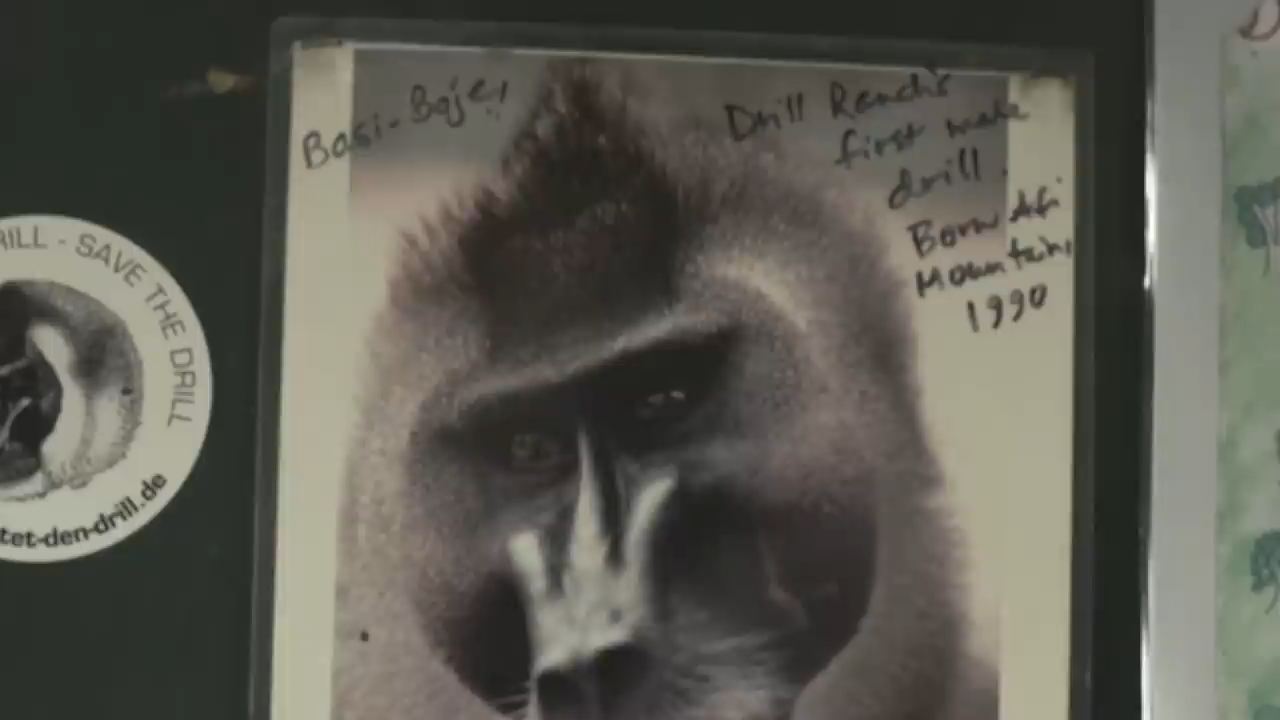 Basi-Boje,
Drill Ranch's
first male
drill.
Born Afi
Mountain,
1990
RILL - SAVE THE DRILL
tet-den-drill.de